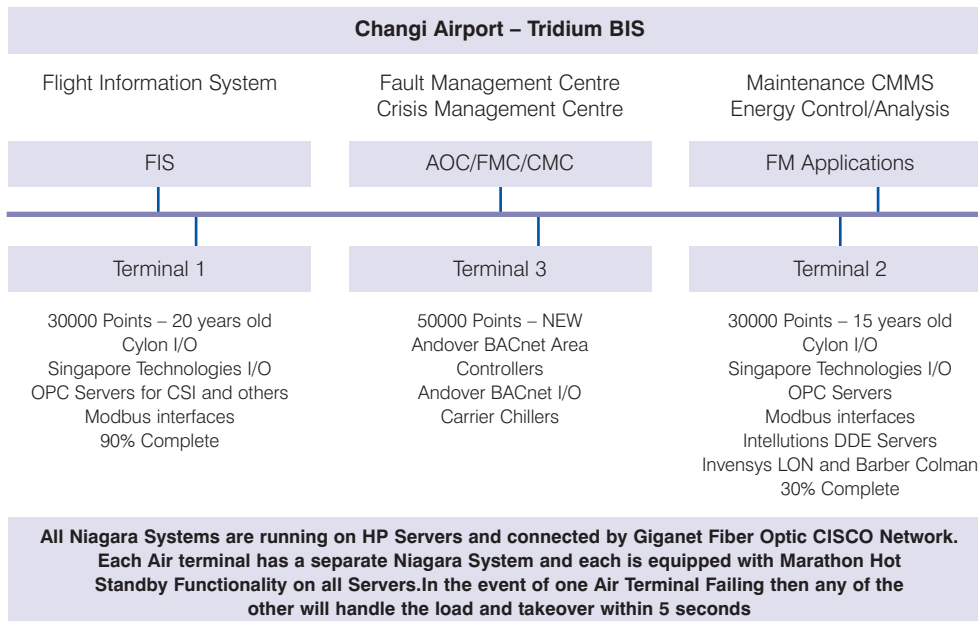 Changi Airport – Tridium BIS
Flight Information System
Fault Management Centre
Crisis Management Centre
Maintenance CMMS
Energy Control/Analysis
FIS
AOC/FMC/CMC
FM Applications
Terminal 1
Terminal 3
Terminal 2
30000 Points – 20 years old
Cylon I/O
Singapore Technologies I/O
OPC Servers for CSI and others
Modbus interfaces
90% Complete
50000 Points – NEW
Andover BACnet Area
Controllers
Andover BACnet I/O
Carrier Chillers
30000 Points – 15 years old
Cylon I/O
Singapore Technologies I/O
OPC Servers
Modbus interfaces
Intellutions DDE Servers
Invensys LON and Barber Colman
30% Complete
All Niagara Systems are running on HP Servers and connected by Giganet Fiber Optic CISCO Network.
Each Air terminal has a separate Niagara System and each is equipped with Marathon Hot
Standby Functionality on all Servers.In the event of one Air Terminal Failing then any of the
other will handle the load and takeover within 5 seconds